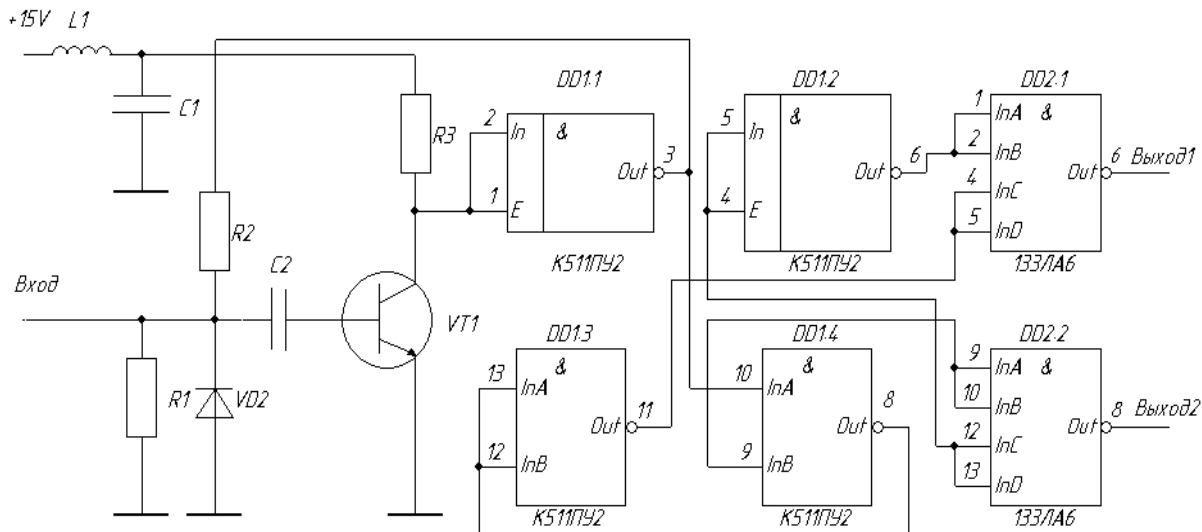 +15V L1
DD1.1 DD1.2 DD2.1
C1
R3
2 In & 5 In & 1 InA &
2 InB
Out 3 Out 6 Out 6 Выход1
4 InC
1 E 4 E
5 InD
R2
К511ПУ2 К511ПУ2 133ЛА6
C2
Вход
VT1
DD1.3 DD1.4 DD2.2
9 InA &
13 InA & 10 InA &
R1 VD2
10 InB
Out 11 Out 8 Out 8 Выход2
12 InC
12 InB 9 InB
13 InD
К511ПУ2 К511ПУ2 133ЛА6